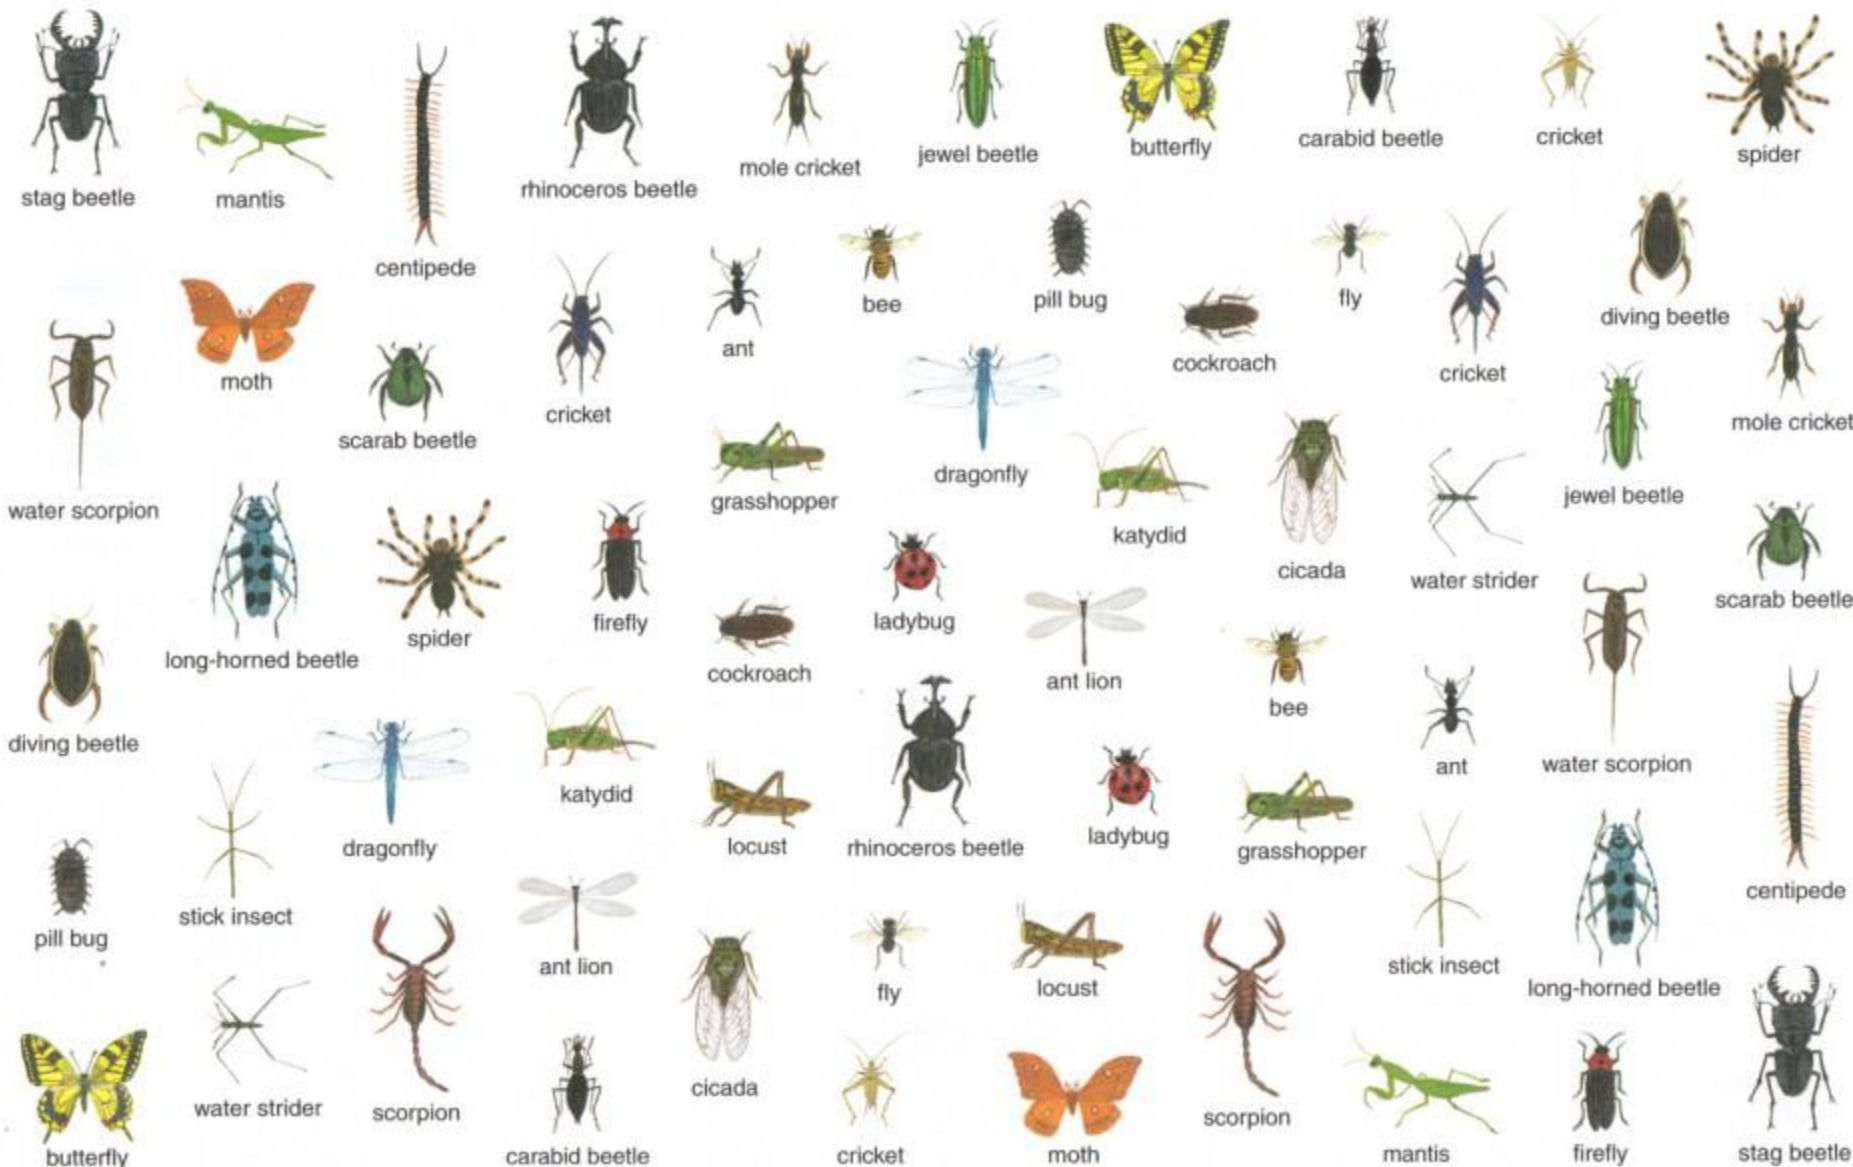 stag beetle
mantis
centipede
rhinoceros beetle
mole cricket
jewel beetle
butterfly
carabid beetle
cricket
spider
water scorpion
moth
scarab beetle
cricket
ant
bee
pill bug
cockroach
fly
cricket
diving beetle
mole cricket
grasshopper
dragonfly
katydid
cicada
water strider
jewel beetle
scarab beetle
long-horned beetle
spider
firefly
cockroach
ladybug
ant lion
bee
ant
water scorpion
diving beetle
dragonfly
katydid
locust
rhinoceros beetle
ladybug
grasshopper
centipede
pill bug
stick insect
ant lion
fly
locust
stick insect
long-horned beetle
butterfly
water strider
scorpion
carabid beetle
cicada
cricket
moth
scorpion
mantis
firefly
stag beetle